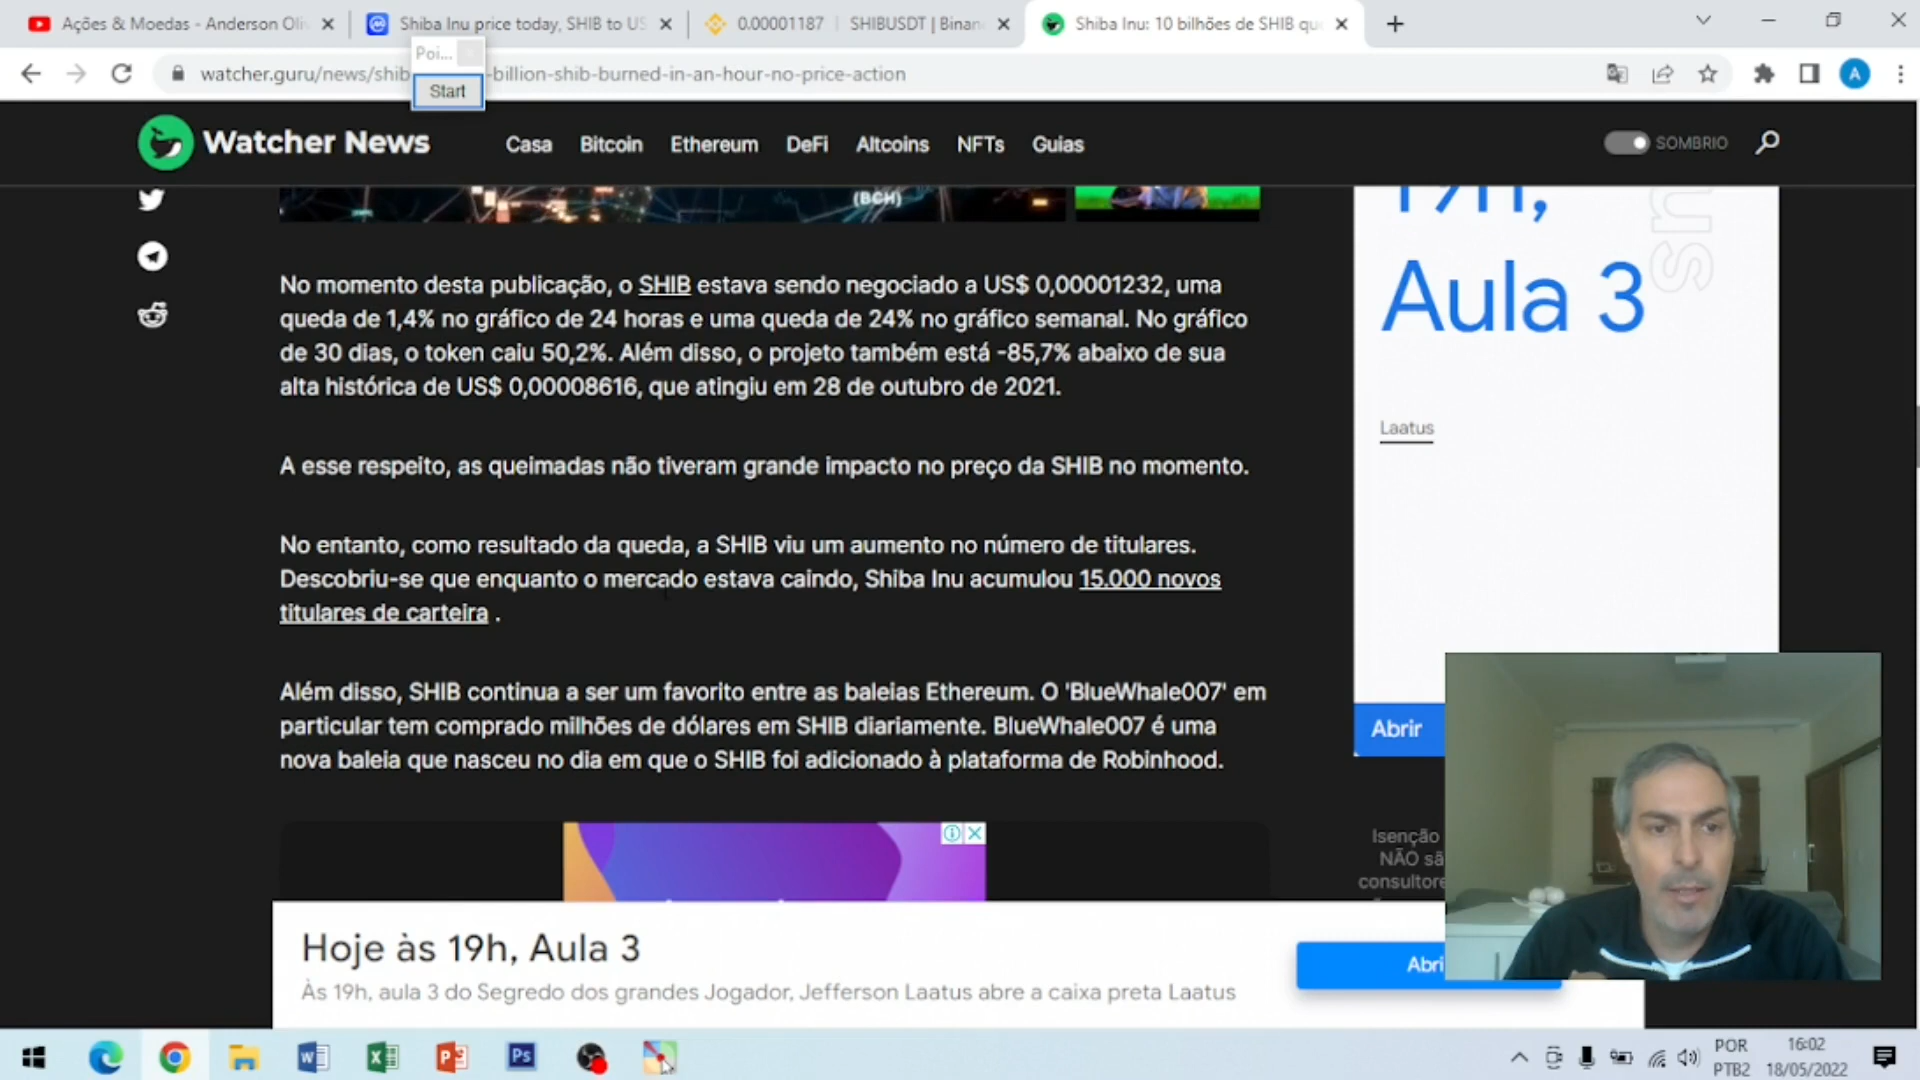 Ações & Moedas - Anderson Oli
Shiba Inu price today, SHIB to US
0.00001187 | SHIBUSDT | Binan
Shiba Inu: 10 bilhões de SHIB que
Poi...
Start
watcher.guru/news/shib
-billion-shib-burned-in-an-hour-no-price-action
A
Watcher News
Casa
Bitcoin
Ethereum
DeFi
Altcoins
NFTs
Guias
SOMBRIO
(BCH)
No momento desta publicação, o SHIB estava sendo negociado a US$ 0,00001232, uma
queda de 1,4% no gráfico de 24 horas e uma queda de 24% no gráfico semanal. No gráfico
de 30 dias, o token caiu 50,2%. Além disso, o projeto também está -85,7% abaixo de sua
alta histórica de US$ 0,00008616, que atingiu em 28 de outubro de 2021.
A esse respeito, as queimadas não tiveram grande impacto no preço da SHIB no momento.
No entanto, como resultado da queda, a SHIB viu um aumento no número de titulares.
Descobriu-se que enquanto o mercado estava caindo, Shiba Inu acumulou 15.000 novos
titulares de carteira .
Além disso, SHIB continua a ser um favorito entre as baleias Ethereum. O 'BlueWhale007' em
particular tem comprado milhões de dólares em SHIB diariamente. BlueWhale007 é uma
nova baleia que nasceu no dia em que o SHIB foi adicionado à plataforma de Robinhood.
19h,
Aula 3
Laatus
Abrir
Isenção
NÃO sã
consultore
Hoje às 19h, Aula 3
Às 19h, aula 3 do Segredo dos grandes Jogador, Jefferson Laatus abre a caixa preta Laatus
Abri
Ps
POR
PTB2
16:02
18/05/2022